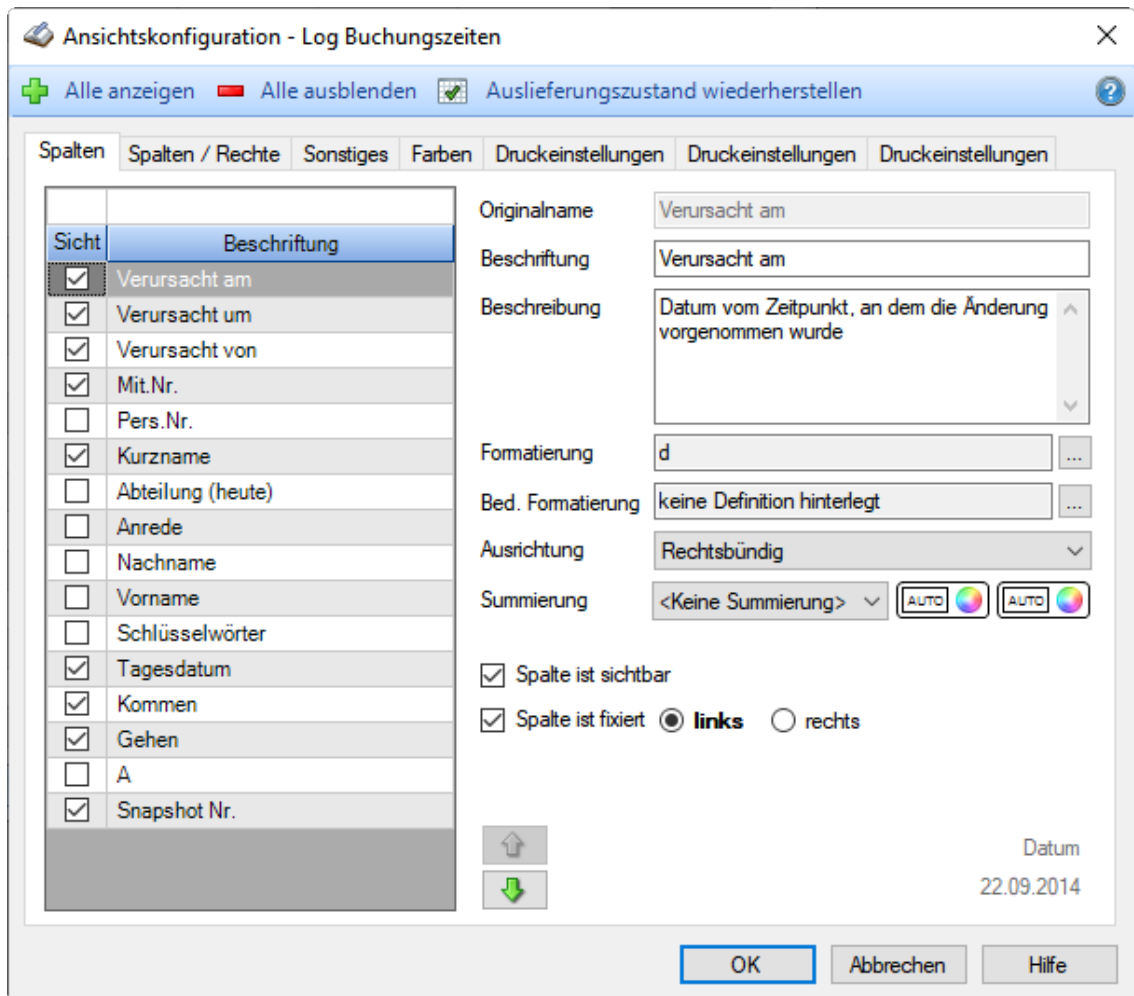 Ansichtskonfiguration - Log Buchungszeiten
Alle anzeigen Alle ausblenden Auslieferungszustand wiederherstellen
Spalten Spalten / Rechte Sonstiges Farben Druckeinstellungen Druckeinstellungen Druckeinstellungen
Sicht Beschriftung
Verursacht am
Verursacht um
Verursacht von
Mit.Nr.
Pers.Nr.
Kurzname
Abteilung (heute)
Anrede
Nachname
Vorname
Schlüsselwörter
Tagesdatum
Kommen
Gehen
A
Snapshot Nr.
Originalname Verursacht am
Beschriftung Verursacht am
Beschreibung Datum vom Zeitpunkt, an dem die Änderung
vorgenommen wurde
Formatierung d ...
Bed. Formatierung keine Definition hinterlegt ...
Ausrichtung Rechtsbündig
Summierung <Keine Summierung> AUTO AUTO
Spalte ist sichtbar
Spalte ist fixiert links rechts
Datum
22.09.2014
OK Abbrechen Hilfe